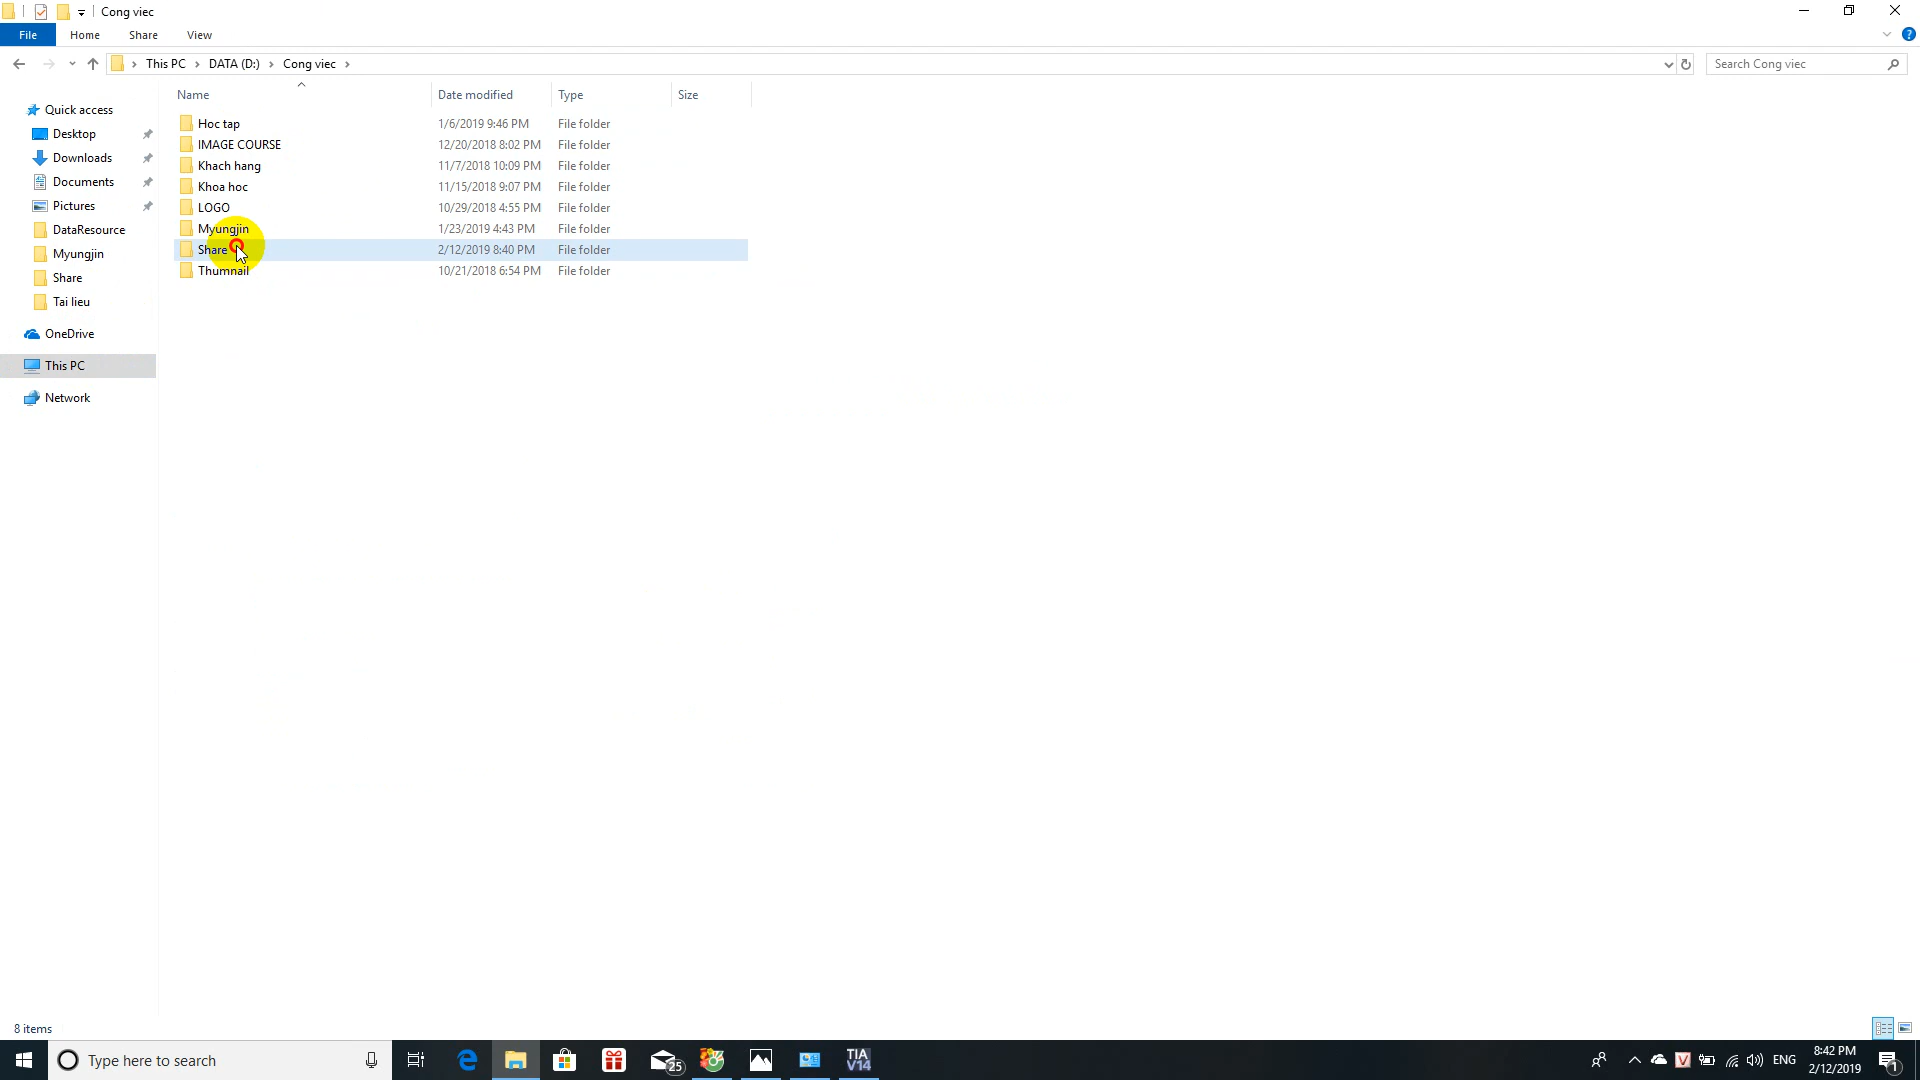 Cong viec
File Home Share View
This PC DATA (D:) Cong viec Search Cong viec
Name Date modified Type Size
Quick access
Desktop
Downloads
Documents
Pictures
DataResource
Myungjin
Share
Tai lieu
OneDrive
This PC
Network
Hoc tap 1/6/2019 9:46 PM File folder
IMAGE COURSE 12/20/2018 8:02 PM File folder
Khach hang 11/7/2018 10:09 PM File folder
Khoa hoc 11/15/2018 9:07 PM File folder
LOGO 10/29/2018 4:55 PM File folder
Myungjin 1/23/2019 4:43 PM File folder
Share 2/12/2019 8:40 PM File folder
Thumnail 10/21/2018 6:54 PM File folder
8 items
Type here to search
25
TIA
V14
V
ENG
8:42 PM
2/12/2019
1